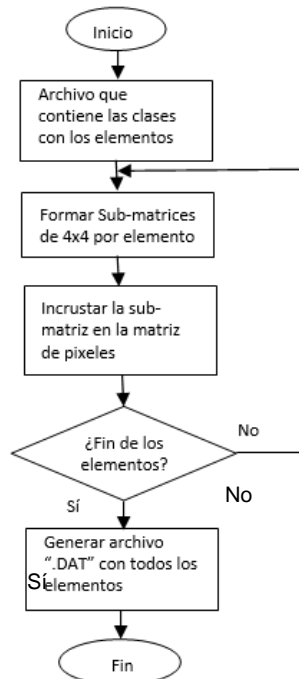 Inicio
Archivo que
contiene las clases
con los elementos
Formar Sub-matrices
de 4x4 por elemento
Incrustar la sub-
matriz en la matriz
de pixeles
¿Fin de los
elementos?
No
No
Sí
Generar archivo
“.DAT” con todos los
Sí
elementos
Fin